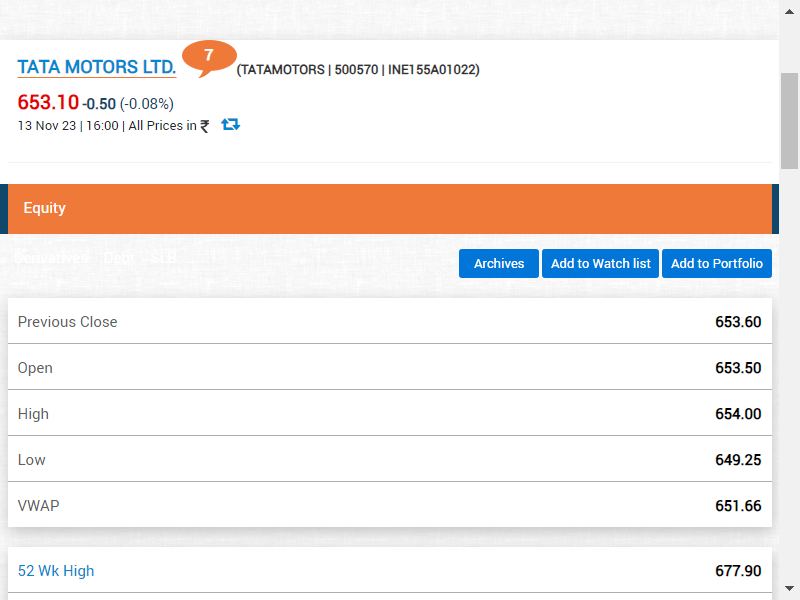 TATA MOTORS LTD. 7 (TATAMOTORS | 500570 | INE155A01022)
653.10 -0.50 (-0.08%)
13 Nov 23 | 16:00 | All Prices in ₹
Equity
Derivatives Debt SLB
Archives Add to Watch list Add to Portfolio
Previous Close 653.60
Open 653.50
High 654.00
Low 649.25
VWAP 651.66
52 Wk High 677.90